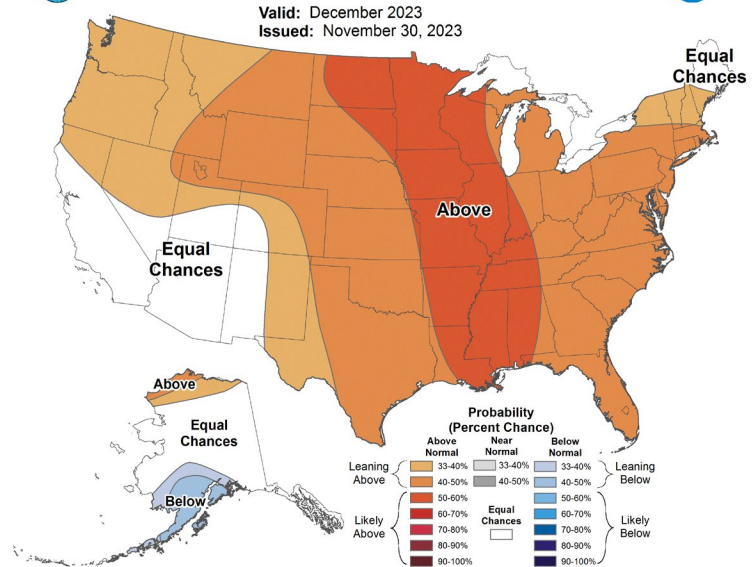 Valid: December 2023
Issued: November 30, 2023
Equal
Chances
Above
Equal
Chances
Above
Equal
Chances
Below
Probability
(Percent Chance)
Above
Normal
Near
Normal
Below
Normal
Leaning
Above
33-40%
40-50%
33-40%
40-50%
33-40%
40-50%
Leaning
Below
Likely
Above
50-60%
60-70%
70-80%
80-90%
90-100%
Equal
Chances
50-60%
60-70%
70-80%
80-90%
90-100%
Likely
Below